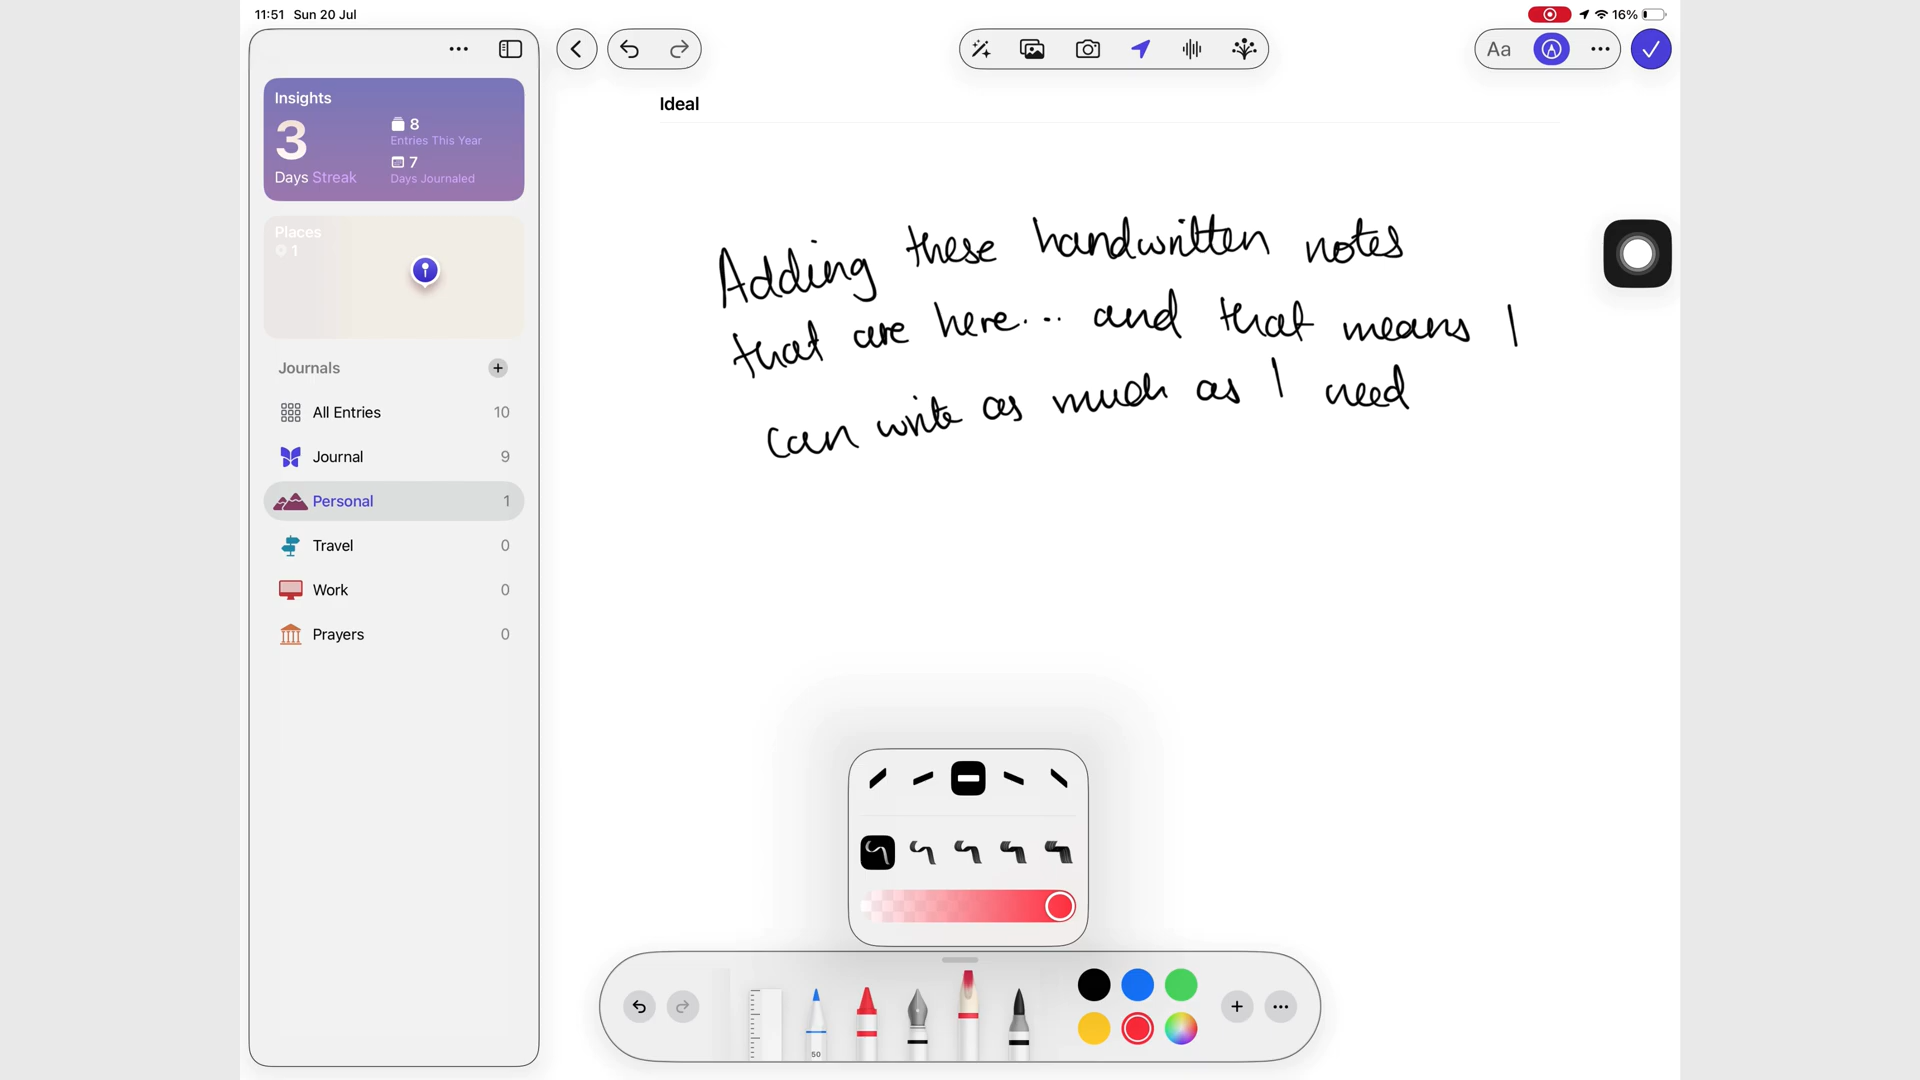 11:51 Sun 20 Jul
16%
Aa
Insights
3
Days Streak
8
Entries This Year
7
Days Journaled
Places
1
Journals
All Entries 10
Journal 9
Personal 1
Travel 0
Work 0
Prayers 0
Ideal
Adding these handwritten notes
that are here... and that means I
can write as much as I need
50